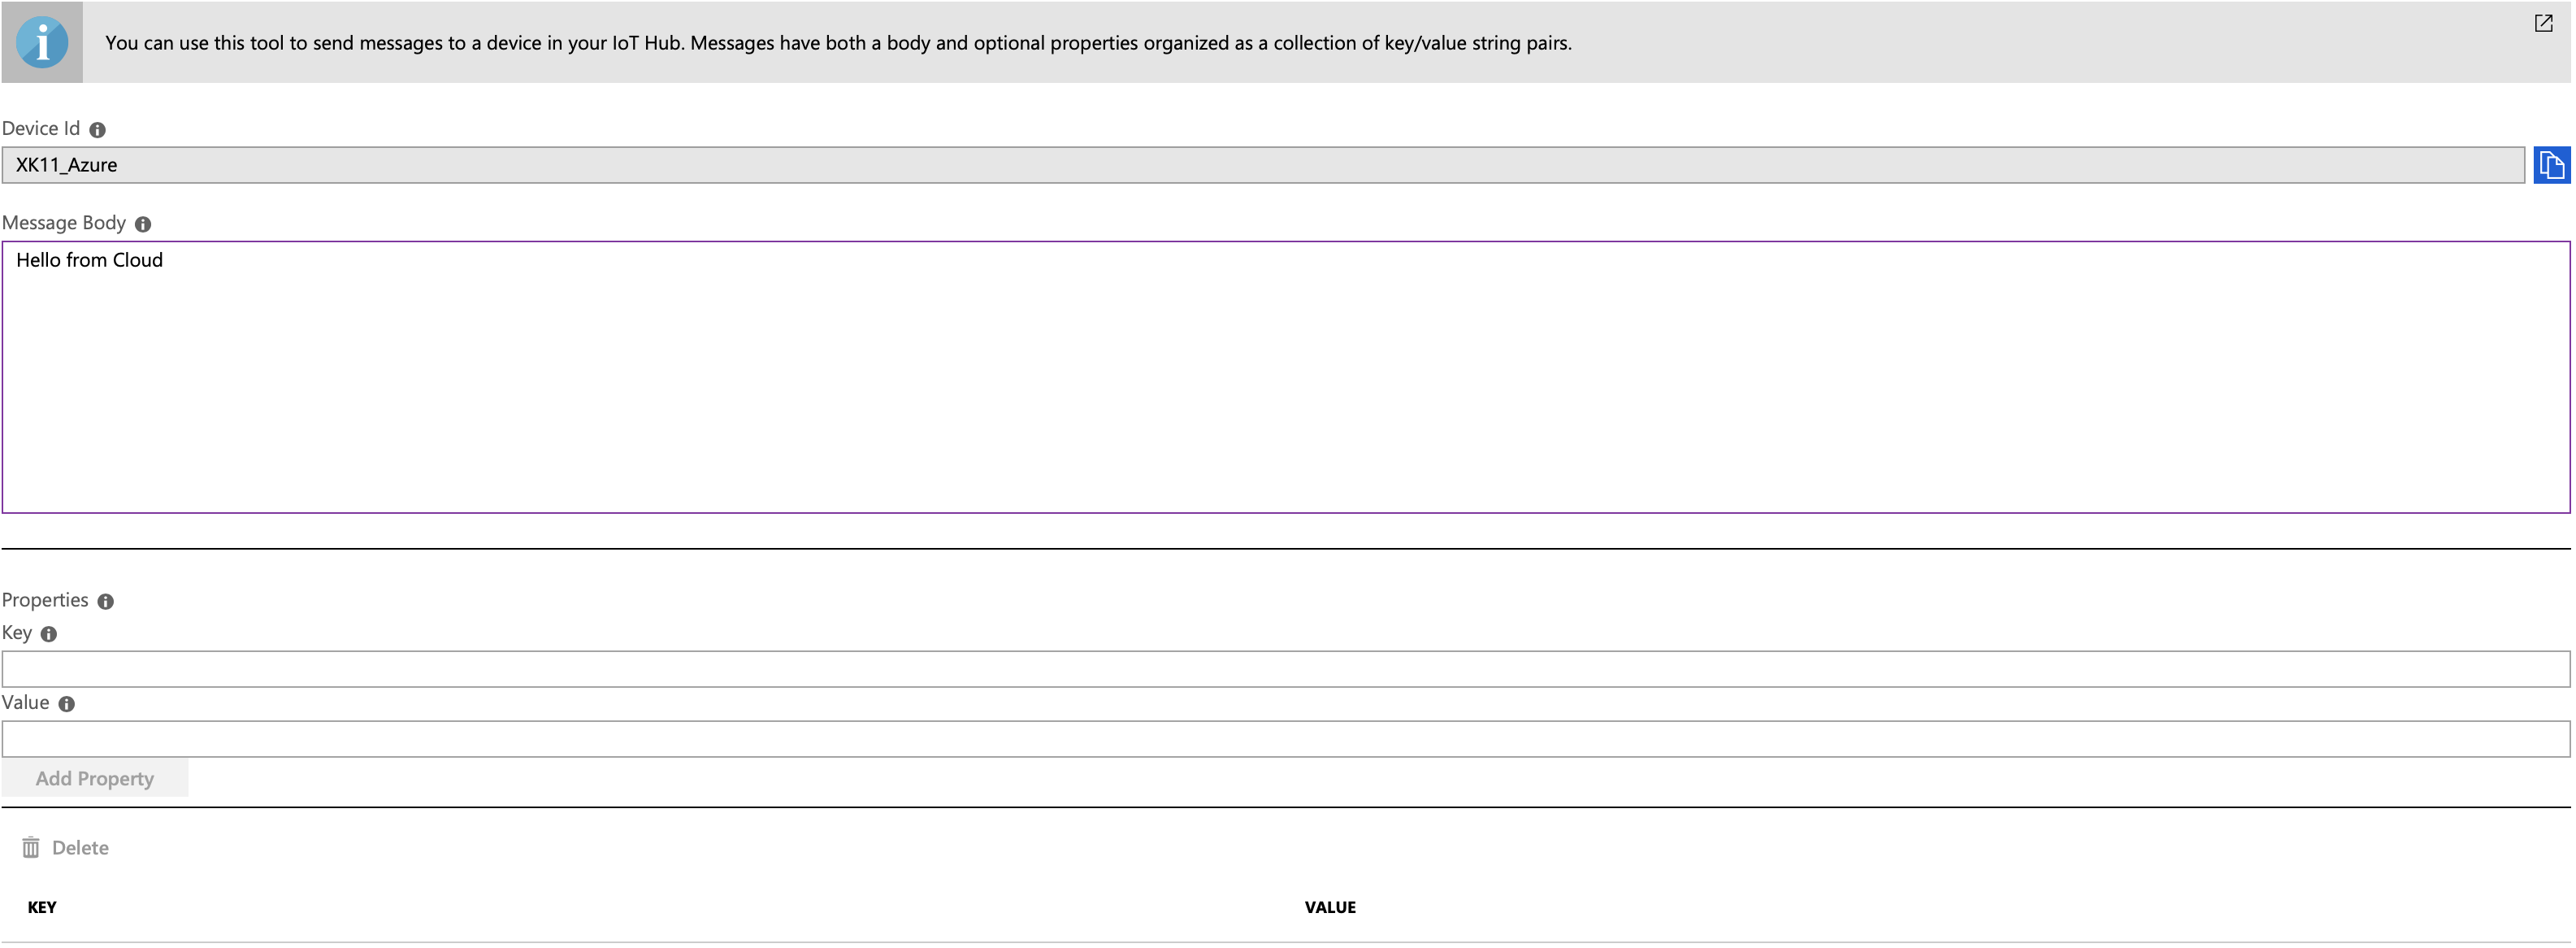 You can use this tool to send messages to a device in your IoT Hub. Messages have both a body and optional properties organized as a collection of key/value string pairs.
Device Id
XK11_Azure
Message Body
Hello from Cloud
Properties
Key
Value
Add Property
Delete
KEY VALUE